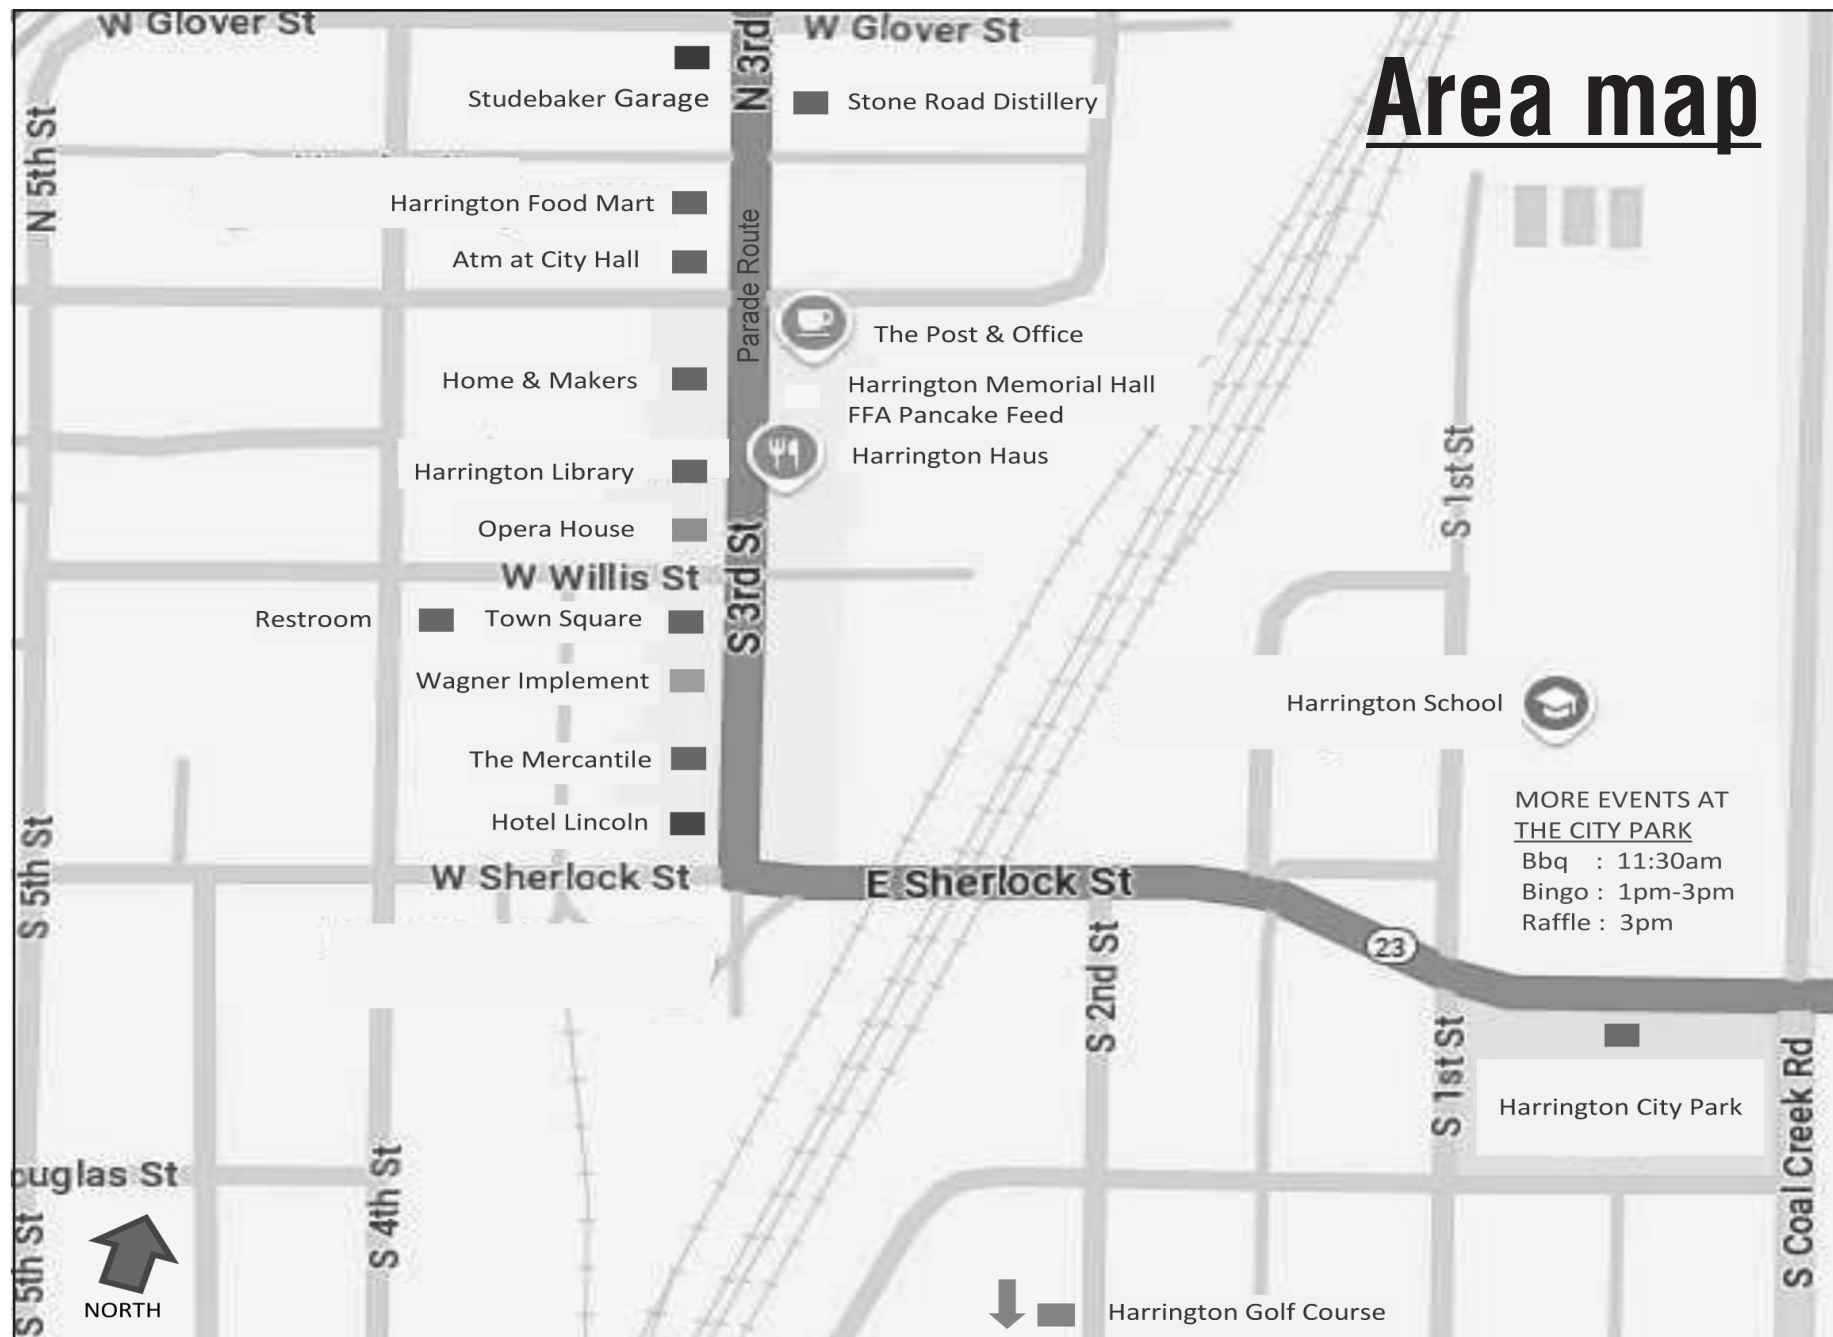 W Glover St
N 3rd
W Glover St
Area map
Studebaker Garage
Stone Road Distillery
N 5th St
Harrington Food Mart
Atm at City Hall
Parade Route
The Post & Office
Home & Makers
Harrington Memorial Hall
FFA Pancake Feed
Harrington Haus
Harrington Library
S 1st St
Opera House
W Willis St
S 3rd St
Restroom
Town Square
Wagner Implement
Harrington School
The Mercantile
MORE EVENTS AT
THE CITY PARK
Bbq : 11:30am
Bingo : 1pm-3pm
Raffle : 3pm
Hotel Lincoln
S 5th St
W Sherlock St
E Sherlock St
23
S 2nd St
S 1st St
Harrington City Park
S Coal Creek Rd
ouglas St
S 4th St
S 5th St
NORTH
Harrington Golf Course